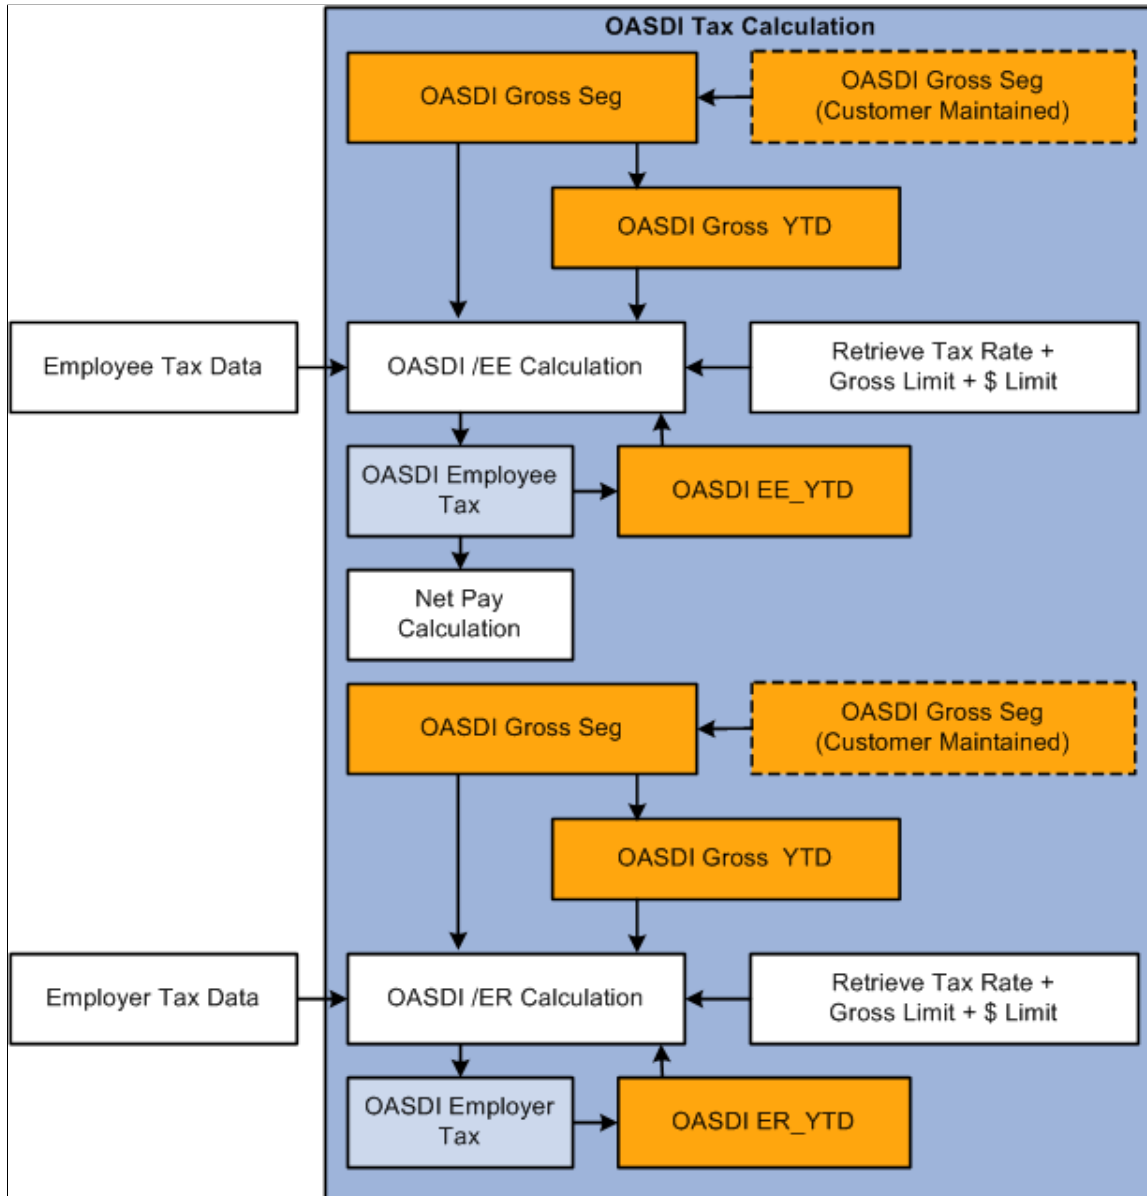 OASDI Tax Calculation
OASDI Gross Seg
OASDI Gross Seg
(Customer Maintained)
OASDI Gross YTD
Employee Tax Data
OASDI /EE Calculation
Retrieve Tax Rate +
Gross Limit + $ Limit
OASDI Employee
Tax
OASDI EE_YTD
Net Pay
Calculation
OASDI Gross Seg
OASDI Gross Seg
(Customer Maintained)
OASDI Gross YTD
Employer Tax Data
OASDI /ER Calculation
Retrieve Tax Rate +
Gross Limit + $ Limit
OASDI Employer
Tax
OASDI ER_YTD